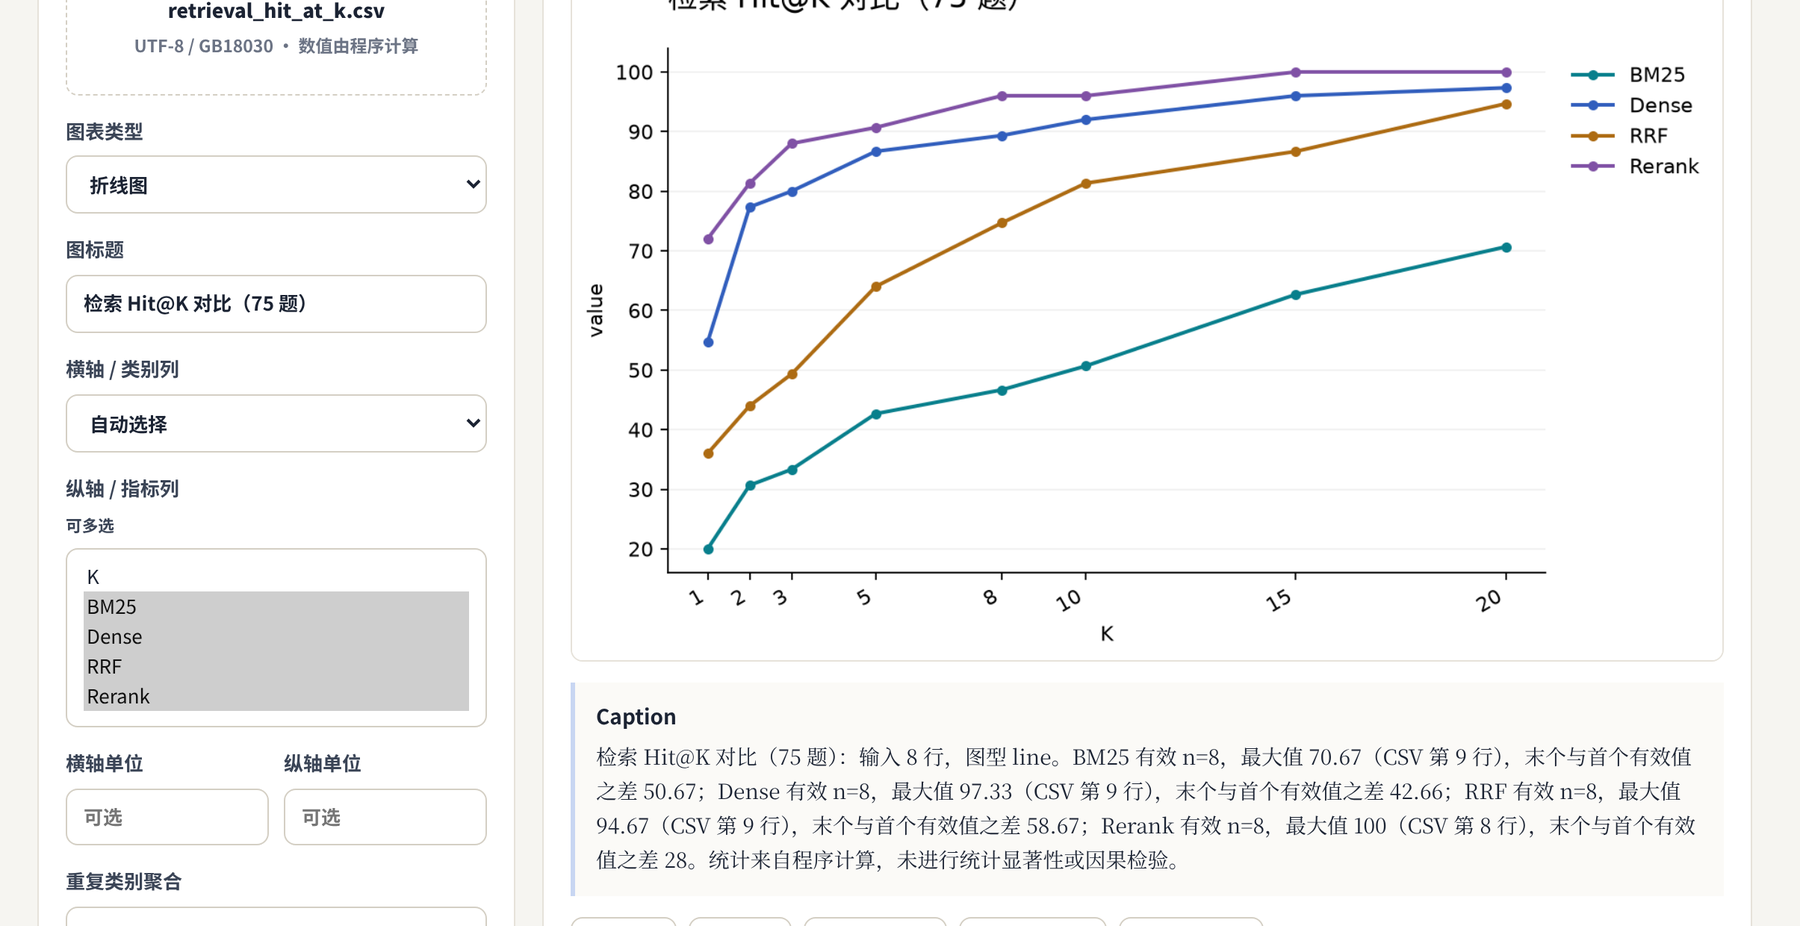 retrieval_hit_at_k.csv
UTF-8 / GB18030 • 数值由程序计算
图表类型
折线图
图标题
检索 Hit@K 对比（75 题）
横轴 / 类别列
自动选择
纵轴 / 指标列
可多选
K
BM25
Dense
RRF
Rerank
横轴单位
纵轴单位
可选
可选
重复类别聚合
检索 Hit@K 对比（75 题）
100
90
80
70
60
50
40
30
20
value
1 2 3 5 8 10 15 20
K
BM25
Dense
RRF
Rerank
Caption
检索 Hit@K 对比（75 题）：输入 8 行，图型 line。BM25 有效 n=8，最大值 70.67（CSV 第 9 行），末个与首个有效值
之差 50.67；Dense 有效 n=8，最大值 97.33（CSV 第 9 行），末个与首个有效值之差 42.66；RRF 有效 n=8，最大值
94.67（CSV 第 9 行），末个与首个有效值之差 58.67；Rerank 有效 n=8，最大值 100（CSV 第 8 行），末个与首个有效
值之差 28。统计来自程序计算，未进行统计显著性或因果检验。